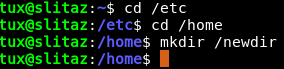 tux@slitaz:~$ cd /etc
tux@slitaz:/etc$ cd /home
tux@slitaz:/home$ mkdir /newdir
tux@slitaz:/home$